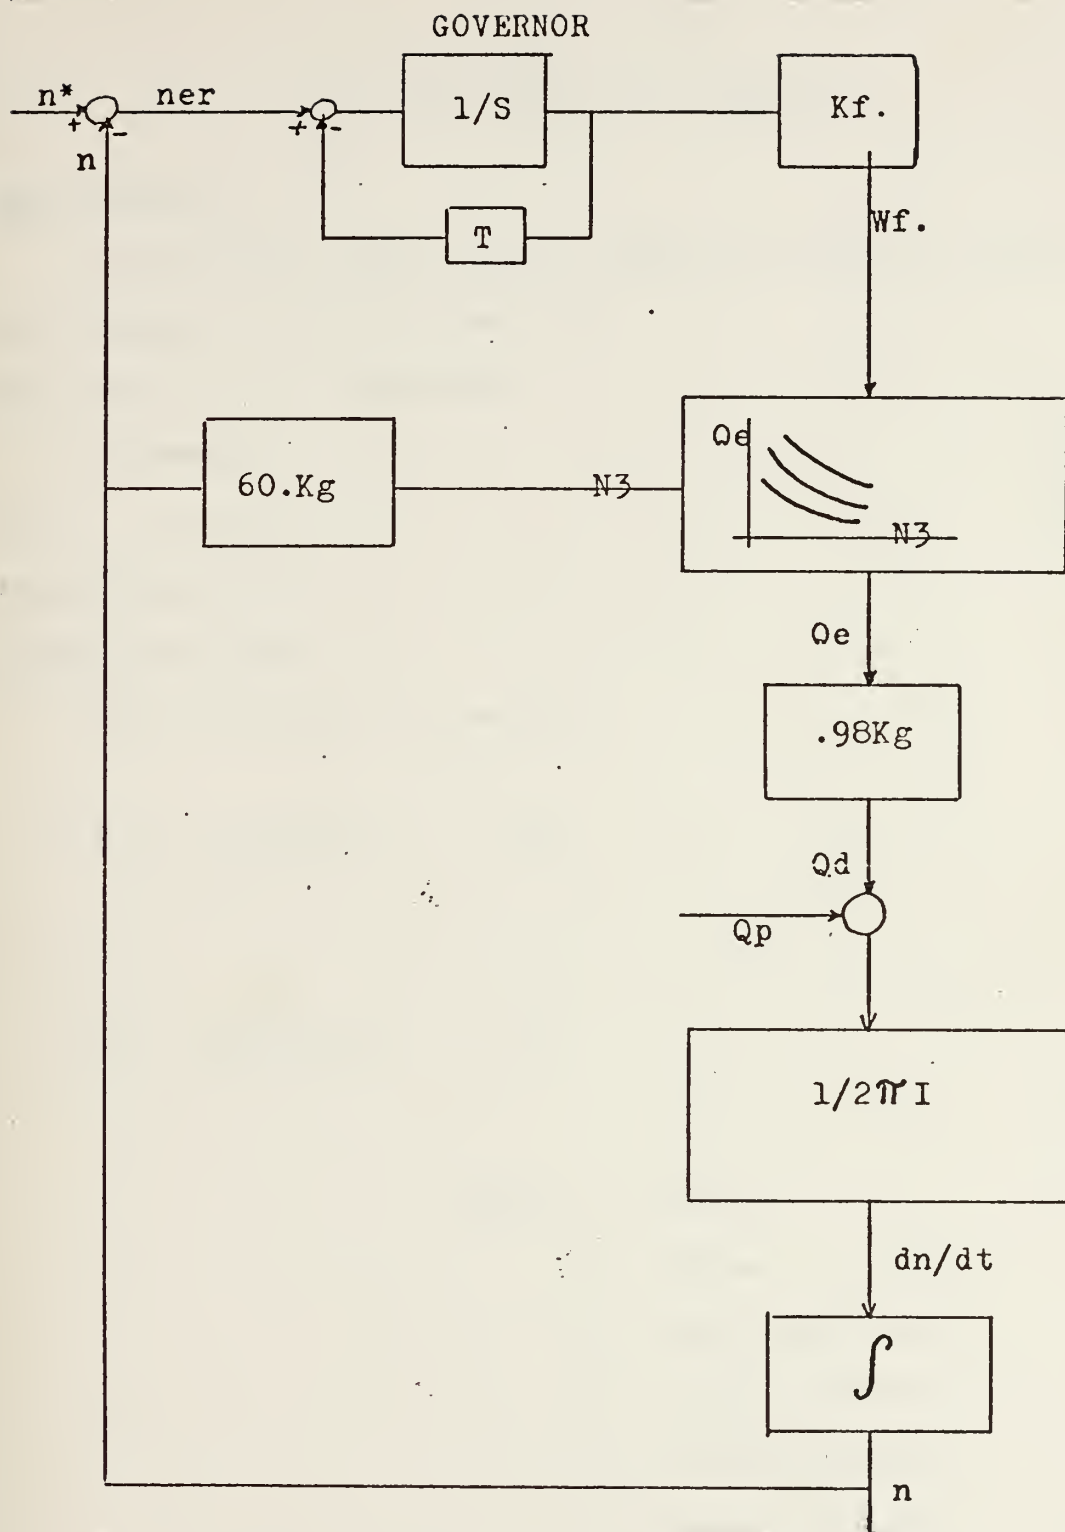 GOVERNOR
n*
ner
+
-
n
+
-
1/S
Kf.
T
Wf.
60.Kg
N3
Qe
N3
Qe
.98Kg
Qd
Qp
1/2πI
dn/dt
∫
n